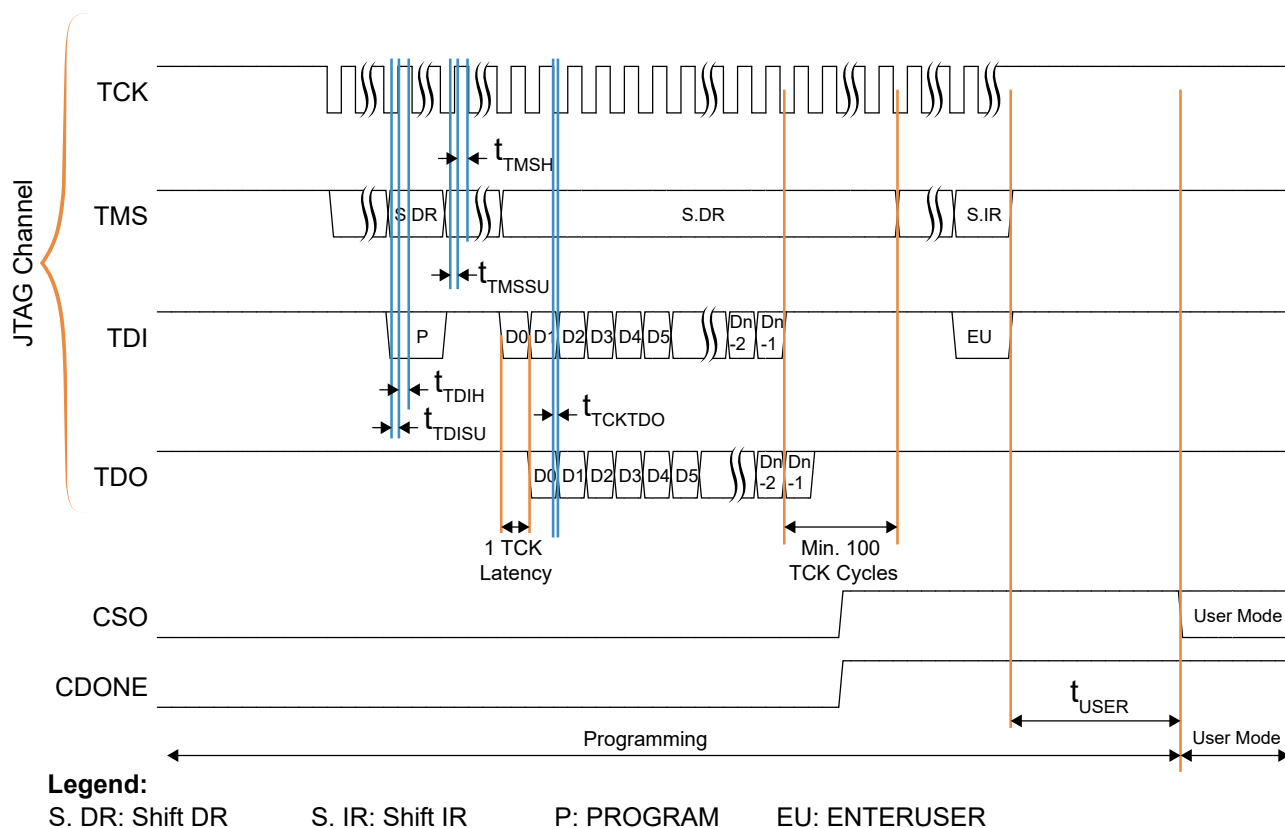 JTAG Channel
TCK
t TMSH
TMS
S.DR
S.DR
S.IR
t TMSSU
TDI
P
D0
D1
D2
D3
D4
D5
Dn
-2
Dn
-1
EU
t TDIH
t TDISU
t TCKTDO
TDO
D0
D1
D2
D3
D4
D5
Dn
-2
Dn
-1
1 TCK
Latency
Min. 100
TCK Cycles
CSO
User Mode
CDONE
t USER
Programming
User Mode
Legend:
S. DR: Shift DR
S. IR: Shift IR
P: PROGRAM
EU: ENTERUSER